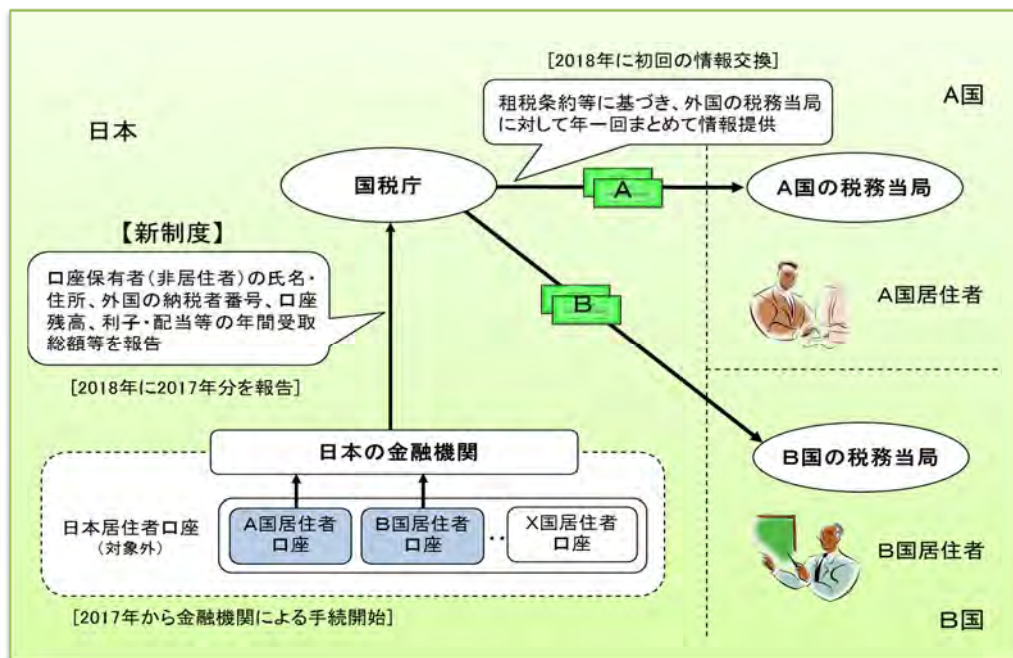 [2018年に初回の情報交換]
租税条約等に基づき、外国の税務当局
に対して年一回まとめて情報提供
A国
日本
国税庁
A
A国の税務当局
【新制度】
口座保有者(非居住者)の氏名・
住所、外国の納税者番号、口座
残高、利子・配当等の年間受取
総額等を報告
[2018年に2017年分を報告]
B
A国居住者
日本の金融機関
B国の税務当局
日本居住者口座
(対象外)
A国居住者
口座
B国居住者
口座
・・
X国居住者
口座
B国居住者
[2017年から金融機関による手続開始]
B国